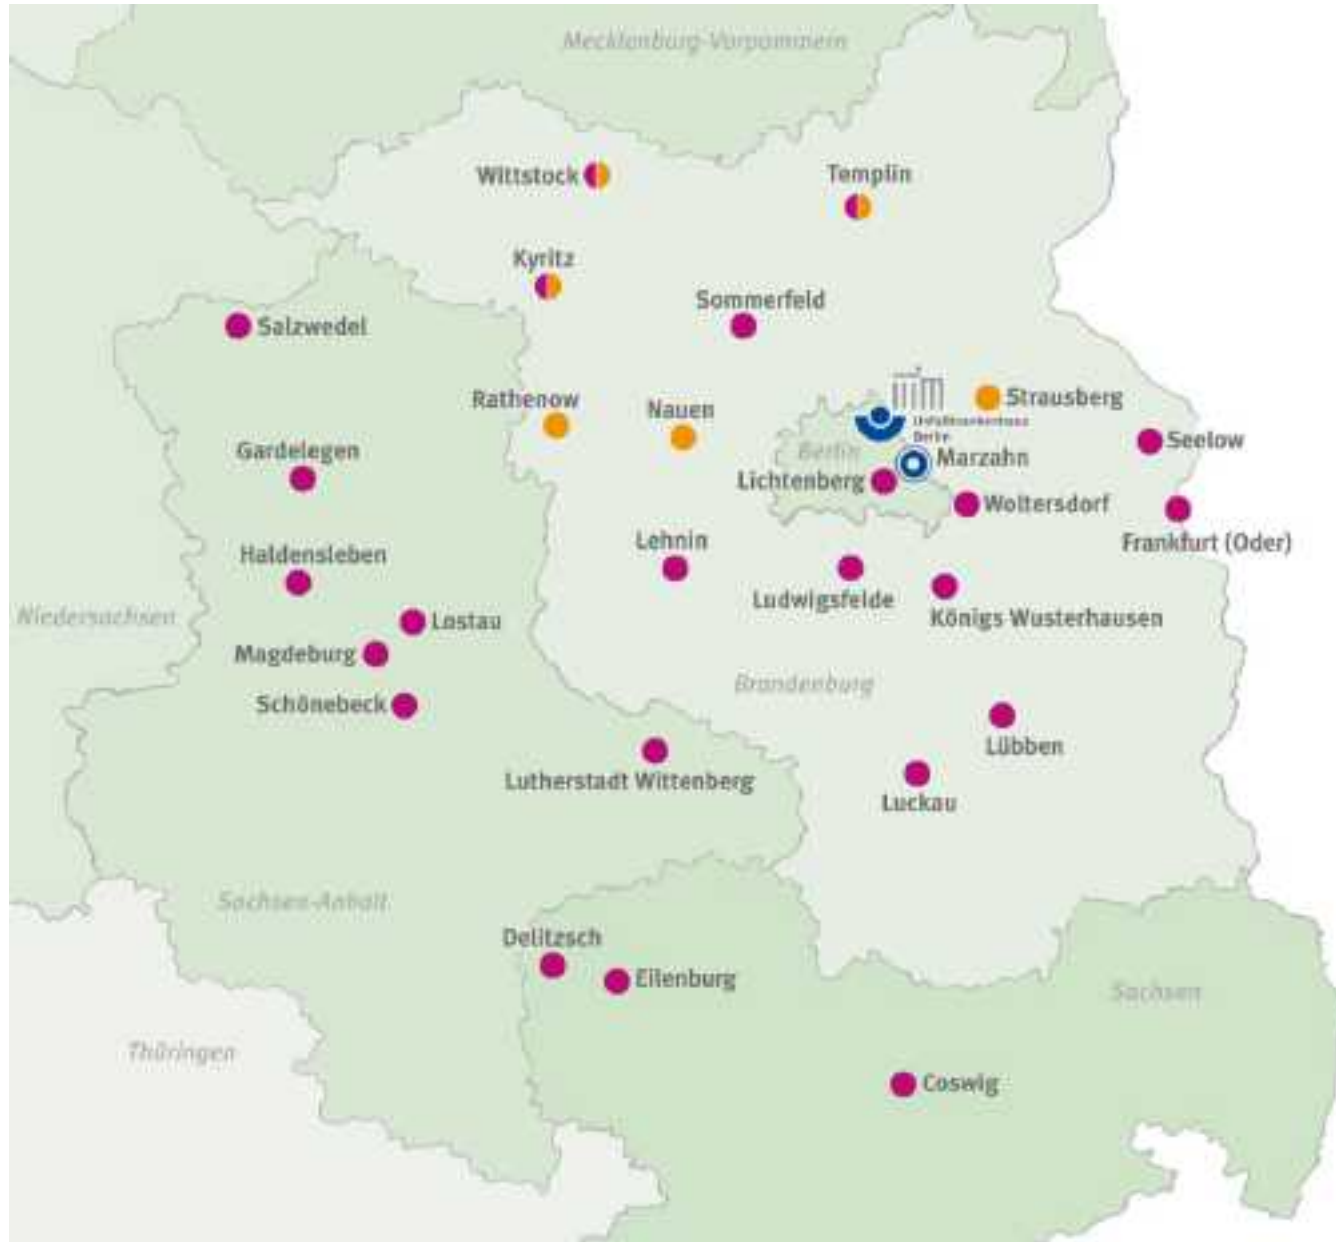 Mecklenburg-Vorpommern
Wittstock
Templin
Kyritz
Sommerfeld
Salzwedel
Rathenow
Nauen
Strausberg
Unfallkrankenhaus
Berlin
Seelow
Gardelegen
Berlin
Marzahn
Lichtenberg
Woltersdorf
Frankfurt (Oder)
Haldensleben
Lehnin
Ludwigsfelde
Königs Wusterhausen
Niedersachsen
Lostau
Magdeburg
Brandenburg
Schönebeck
Lübben
Lutherstadt Wittenberg
Luckau
Sachsen-Anhalt
Delitzsch
Eilenburg
Sachsen
Thüringen
Coswig